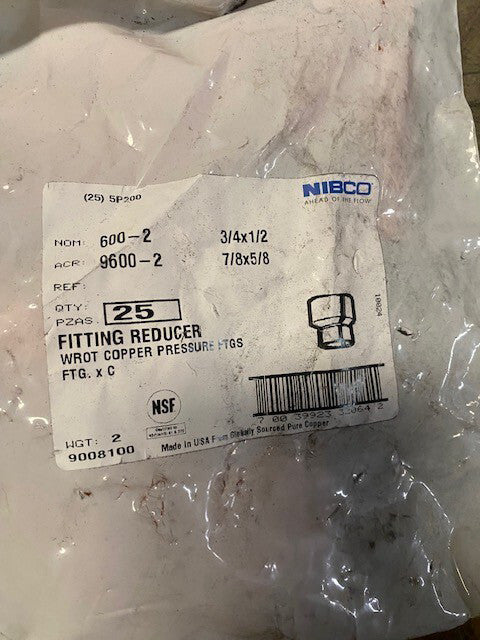 (25) 5P200
NIBCO
AHEAD OF THE FLOW
NOM: 600-2 3/4x1/2
ACR: 9600-2 7/8x5/8
REF:
QTY: 25
PZAS.
FITTING REDUCER
WROT COPPER PRESSURE FTGS
FTG. x C
NSF
WGT: 2
9008100
Made in USA From Globally Sourced Pure Copper